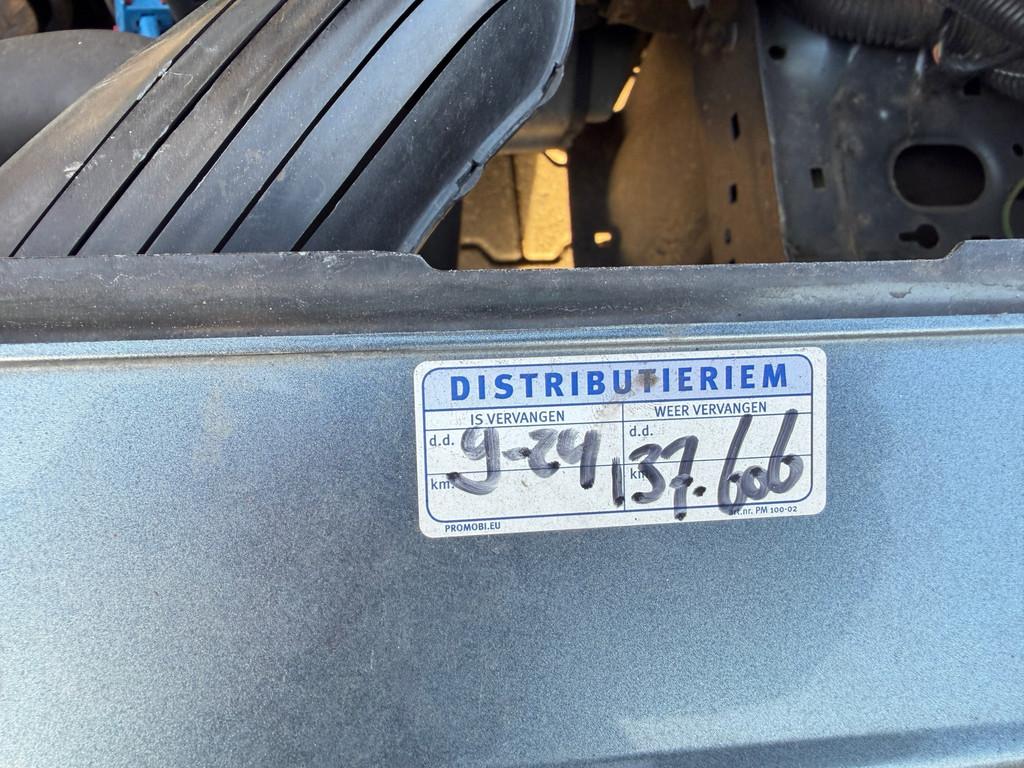 DISTRIBUTIERIEM
IS VERVANGEN WEER VERVANGEN
d.d. d.d.
9-24 137.606
km. km.
PROMOBI.EU art.nr. PM 100-02